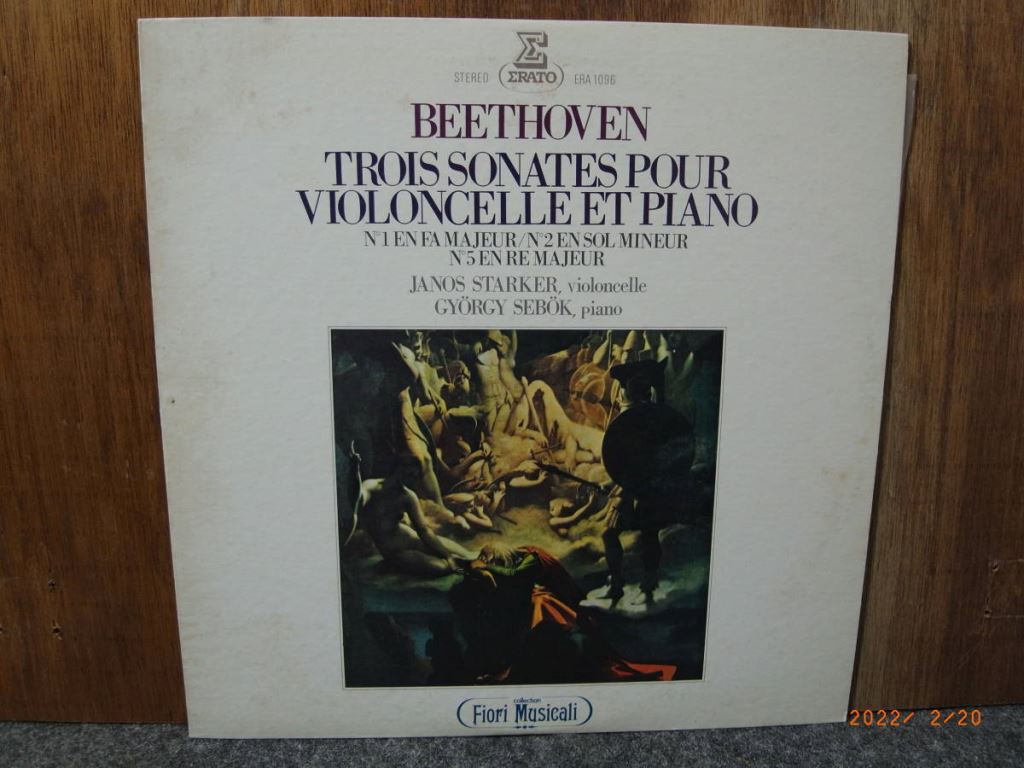 STEREO ERATO ERA 1096
BEETHOVEN
TROIS SONATES POUR
VIOLONCELLE ET PIANO
N°1 EN FA MAJEUR/N°2 EN SOL MINEUR
N°5 EN RE MAJEUR
JANOS STARKER, violoncelle
GYÖRGY SEBÖK, piano
collection
Fiori Musicali
2022/ 2/20